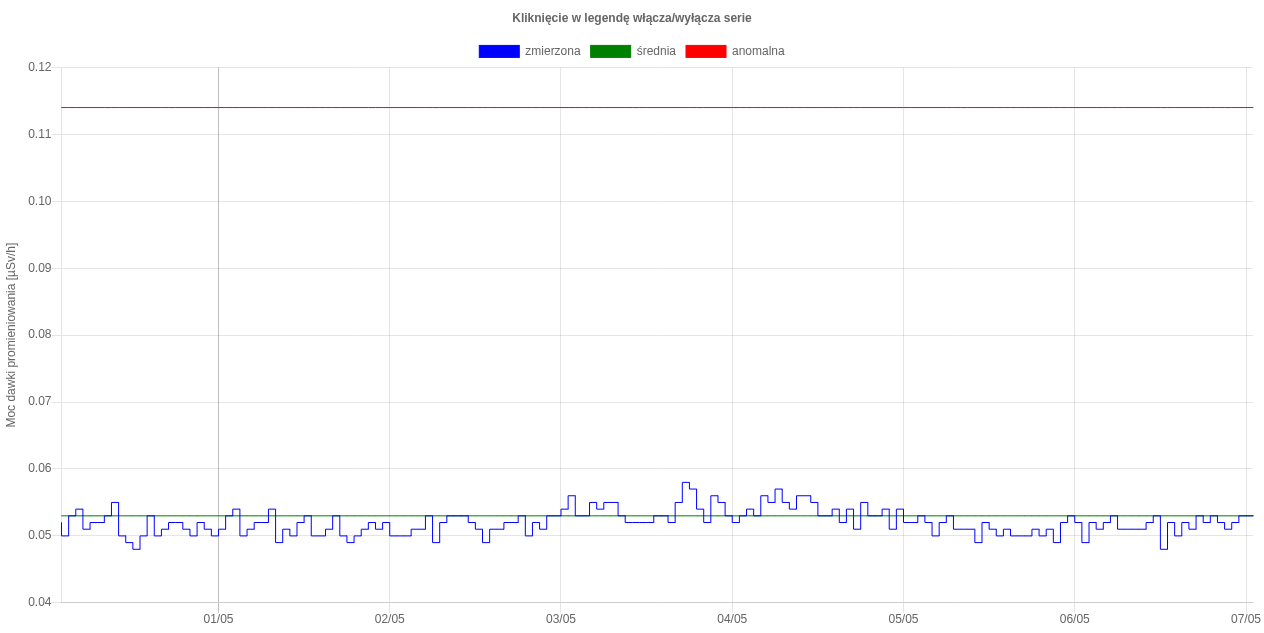 Kliknięcie w legendę włącza/wyłącza serie
zmierzona średnia anomalna
Moc dawki promieniowania [µSv/h]
0.12
0.11
0.10
0.09
0.08
0.07
0.06
0.05
0.04
01/05 02/05 03/05 04/05 05/05 06/05 07/05